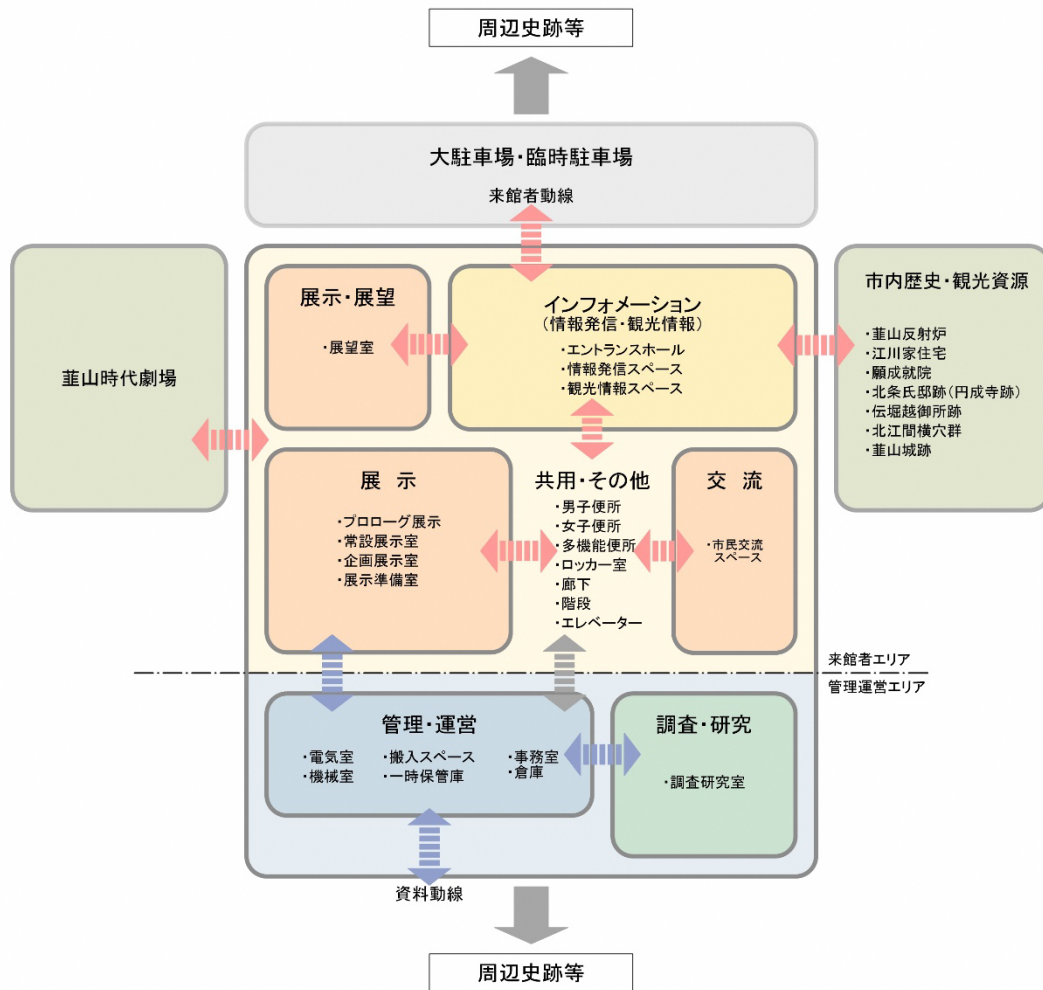 周辺史跡等
大駐車場・臨時駐車場
来館者動線
韮山時代劇場
展示・展望
・展望室
インフォメーション
(情報発信・観光情報)
・エントランスホール
・情報発信スペース
・観光情報スペース
市内歴史・観光資源
・韮山反射炉
・江川家住宅
・願成就院
・北条氏邸跡(円成寺跡)
・伝堀越御所跡
・北江間横穴群
・韮山城跡
展 示
・プロローグ展示
・常設展示室
・企画展示室
・展示準備室
共用・その他
・男子便所
・女子便所
・多機能便所
・ロッカー室
・廊下
・階段
・エレベーター
交 流
・市民交流
スペース
来館者エリア
管理運営エリア
管理・運営
・電気室 ・搬入スペース ・事務室
・機械室 ・一時保管庫 ・倉庫
調査・研究
・調査研究室
資料動線
周辺史跡等